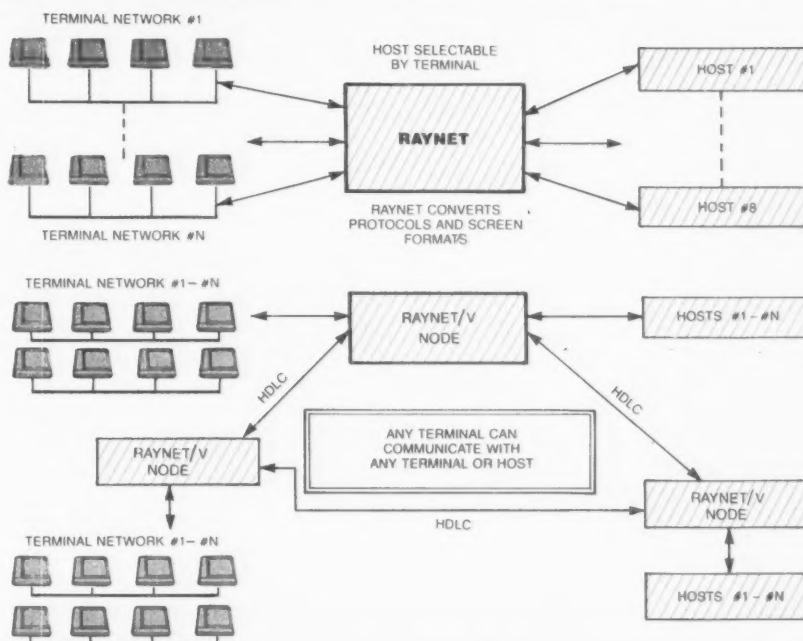 TERMINAL NETWORK #1
HOST SELECTABLE
BY TERMINAL
HOST #1
RAYNET
HOST #8
RAYNET CONVERTS
PROTOCOLS AND SCREEN
FORMATS
TERMINAL NETWORK #N
TERMINAL NETWORK #1-#N
RAYNET/V
NODE
HOSTS #1-#N
HDLC
HDLC
ANY TERMINAL CAN
COMMUNICATE WITH
ANY TERMINAL OR HOST
RAYNET/V
NODE
RAYNET/V
NODE
HDLC
TERMINAL NETWORK #1-#N
HOSTS #1-#N